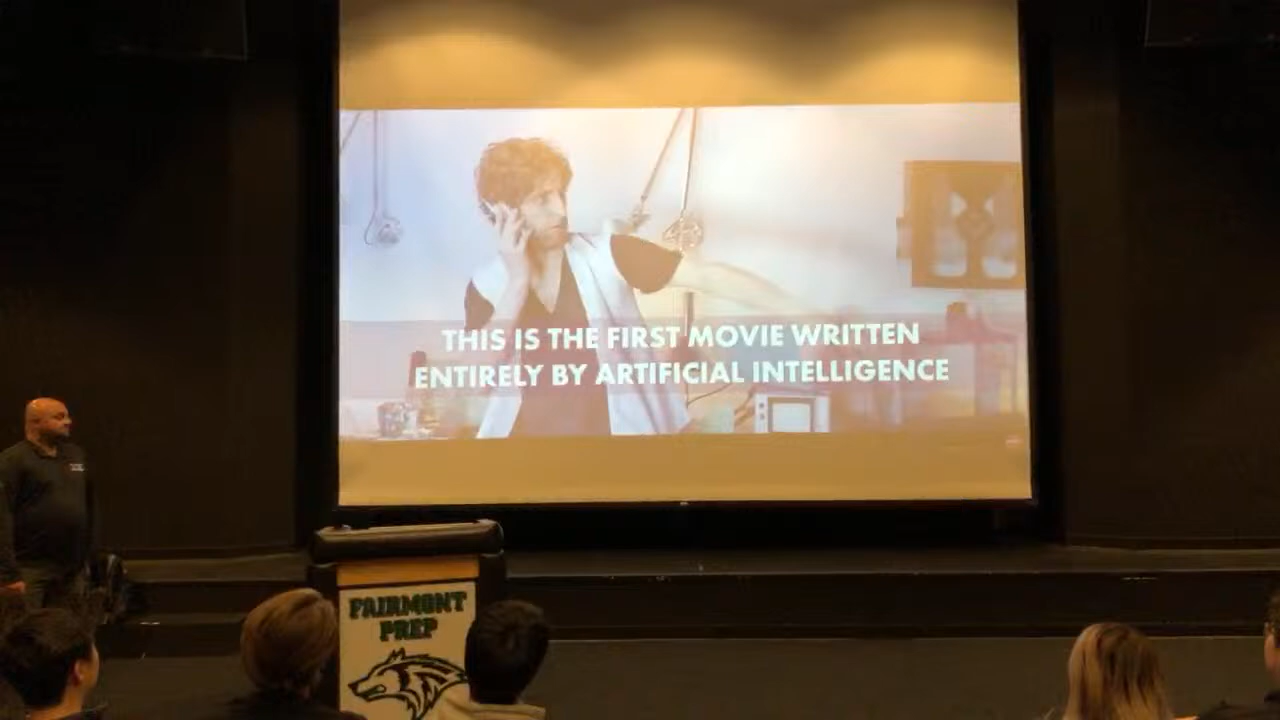 THIS IS THE FIRST MOVIE WRITTEN
ENTIRELY BY ARTIFICIAL INTELLIGENCE
FAIRMONT
PREP